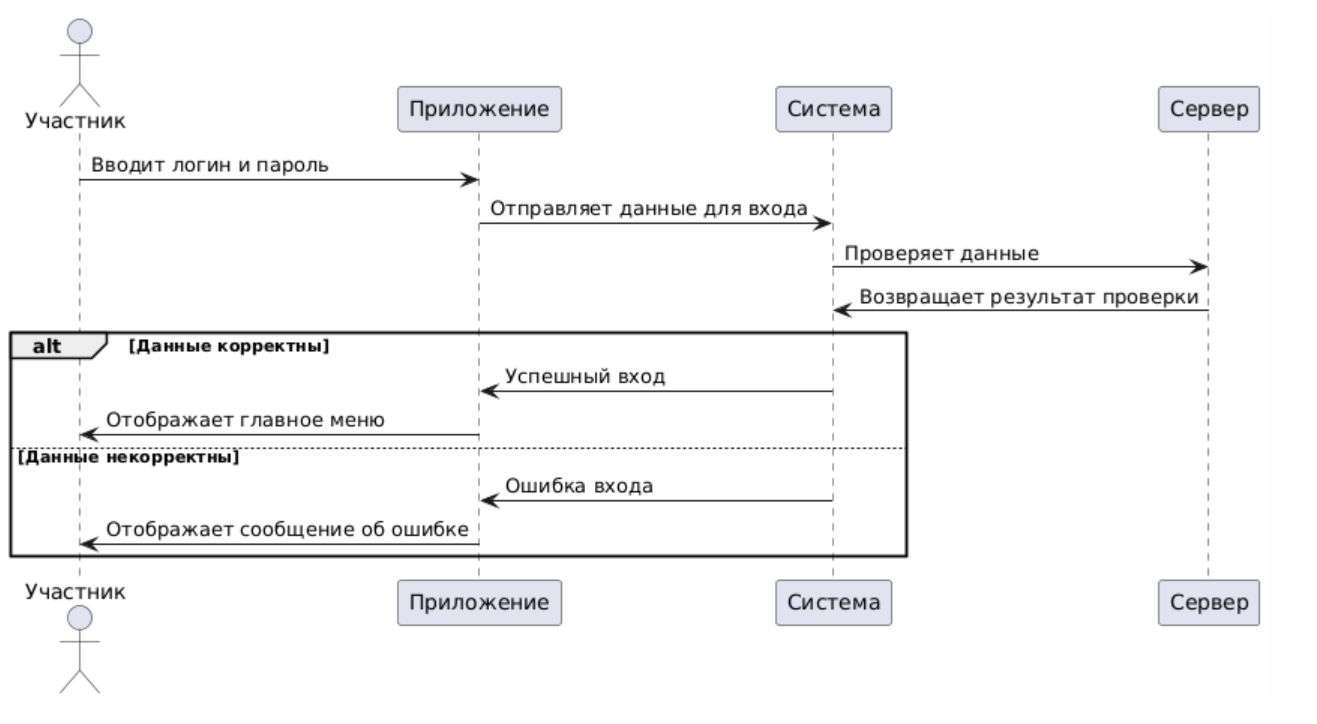 Участник
Приложение
Система
Сервер
Вводит логин и пароль
Отправляет данные для входа
Проверяет данные
Возвращает результат проверки
alt [Данные корректны]
Успешный вход
Отображает главное меню
[Данные некорректны]
Ошибка входа
Отображает сообщение об ошибке
Участник
Приложение
Система
Сервер